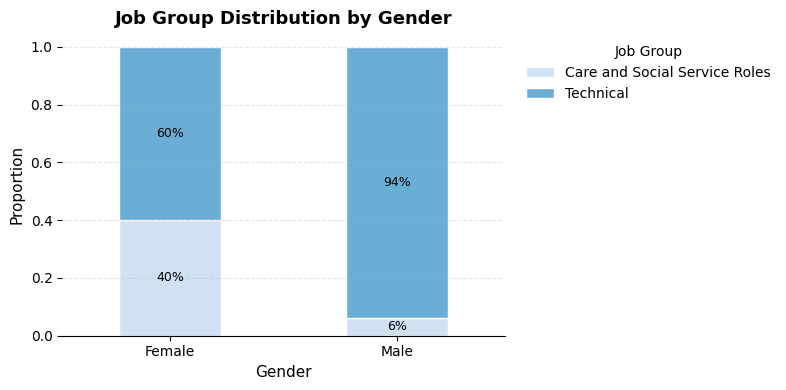 Job Group Distribution by Gender
Job Group
Care and Social Service Roles
Technical
Proportion
1.0
0.8
0.6
0.4
0.2
0.0
60%
40%
94%
6%
Female
Male
Gender